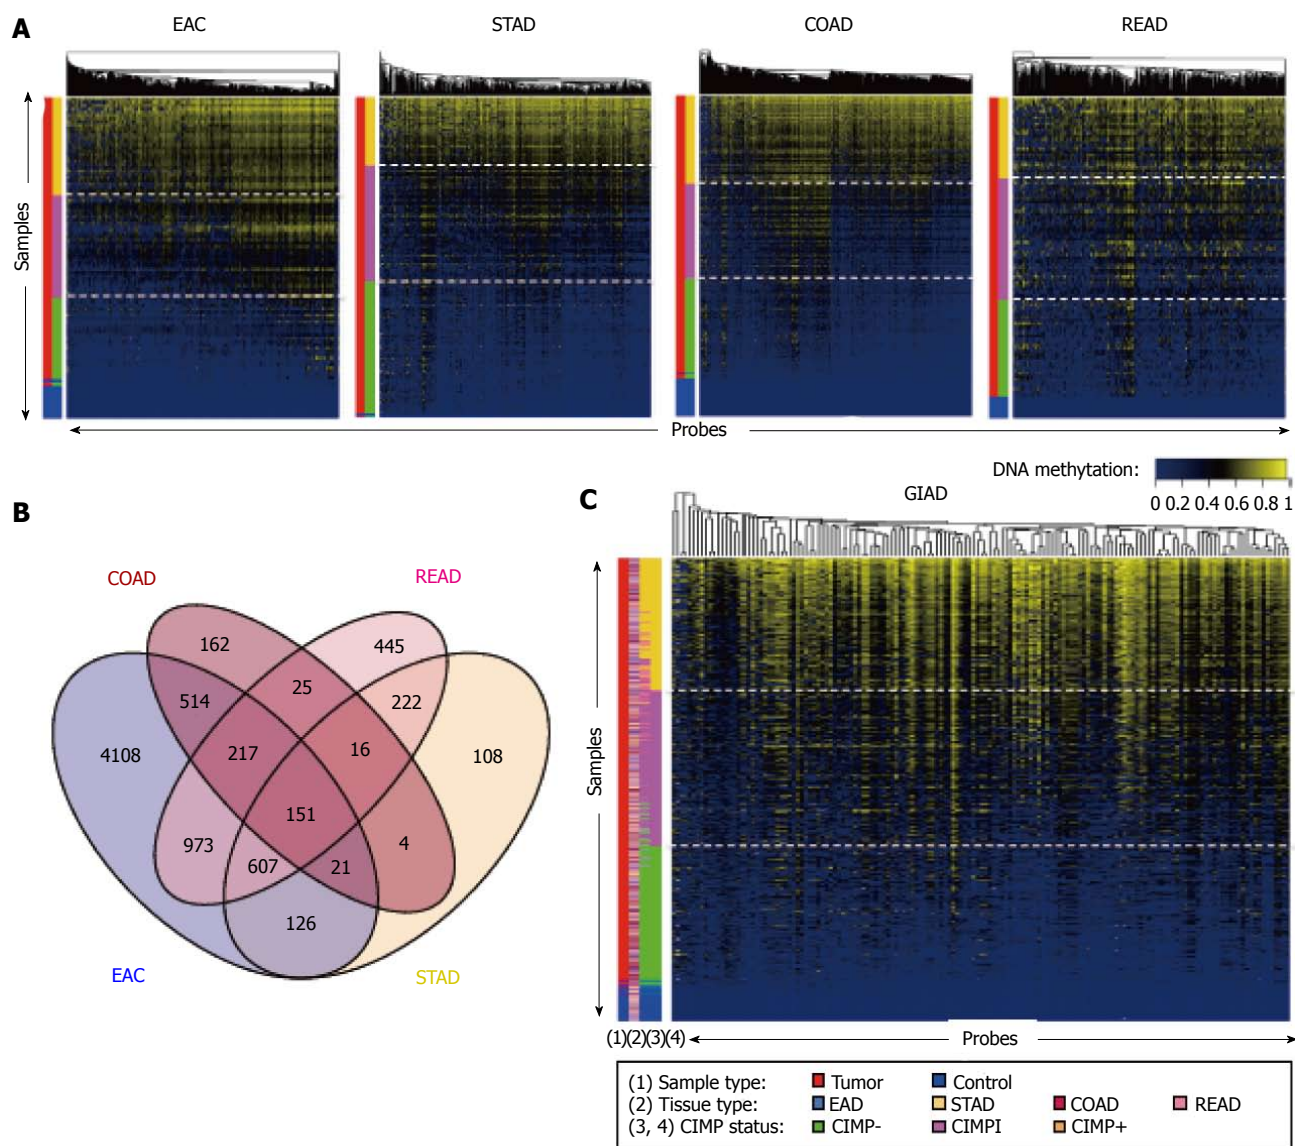 A
EAC STAD COAD READ
Samples
Probes
DNA methytation:
0 0.2 0.4 0.6 0.8 1
B
COAD READ
162 445
514 25 222
4108 217 16 108
151
973 607 21 4
126
EAC STAD
C
GIAD
Samples
(1)(2)(3)(4)
Probes
(1) Sample type: Tumor Control
(2) Tissue type: EAD STAD COAD READ
(3, 4) CIMP status: CIMP- CIMPI CIMP+